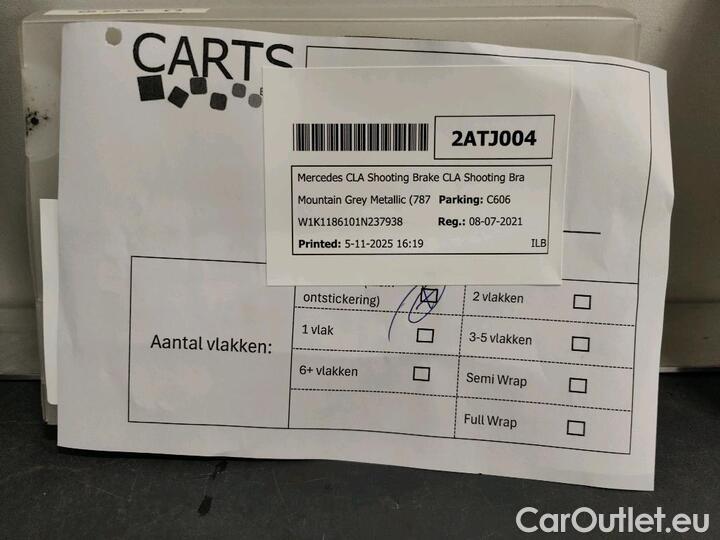 CARTS
2ATJ004
Mercedes CLA Shooting Brake CLA Shooting Bra
Mountain Grey Metallic (787 Parking: C606
W1K1186101N237938 Reg.: 08-07-2021
Printed: 5-11-2025 16:19 ILB
Aantal vlakken:
ontstickering)
2 vlakken
1 vlak
3-5 vlakken
6+ vlakken
Semi Wrap
Full Wrap
CarOutlet.eu